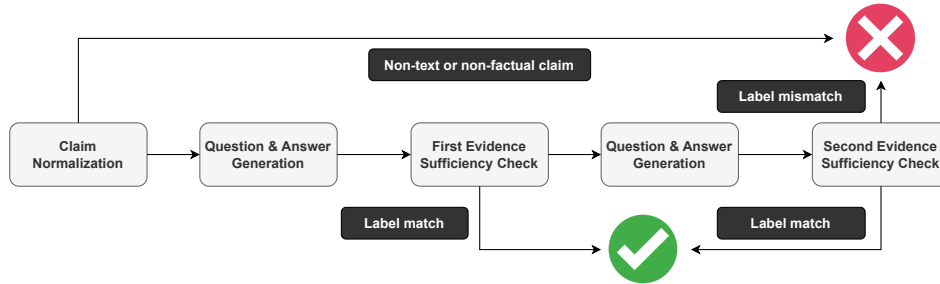 Non-text or non-factual claim
Label mismatch
Claim
Normalization
Question & Answer
Generation
First Evidence
Sufficiency Check
Question & Answer
Generation
Second Evidence
Sufficiency Check
Label match
Label match